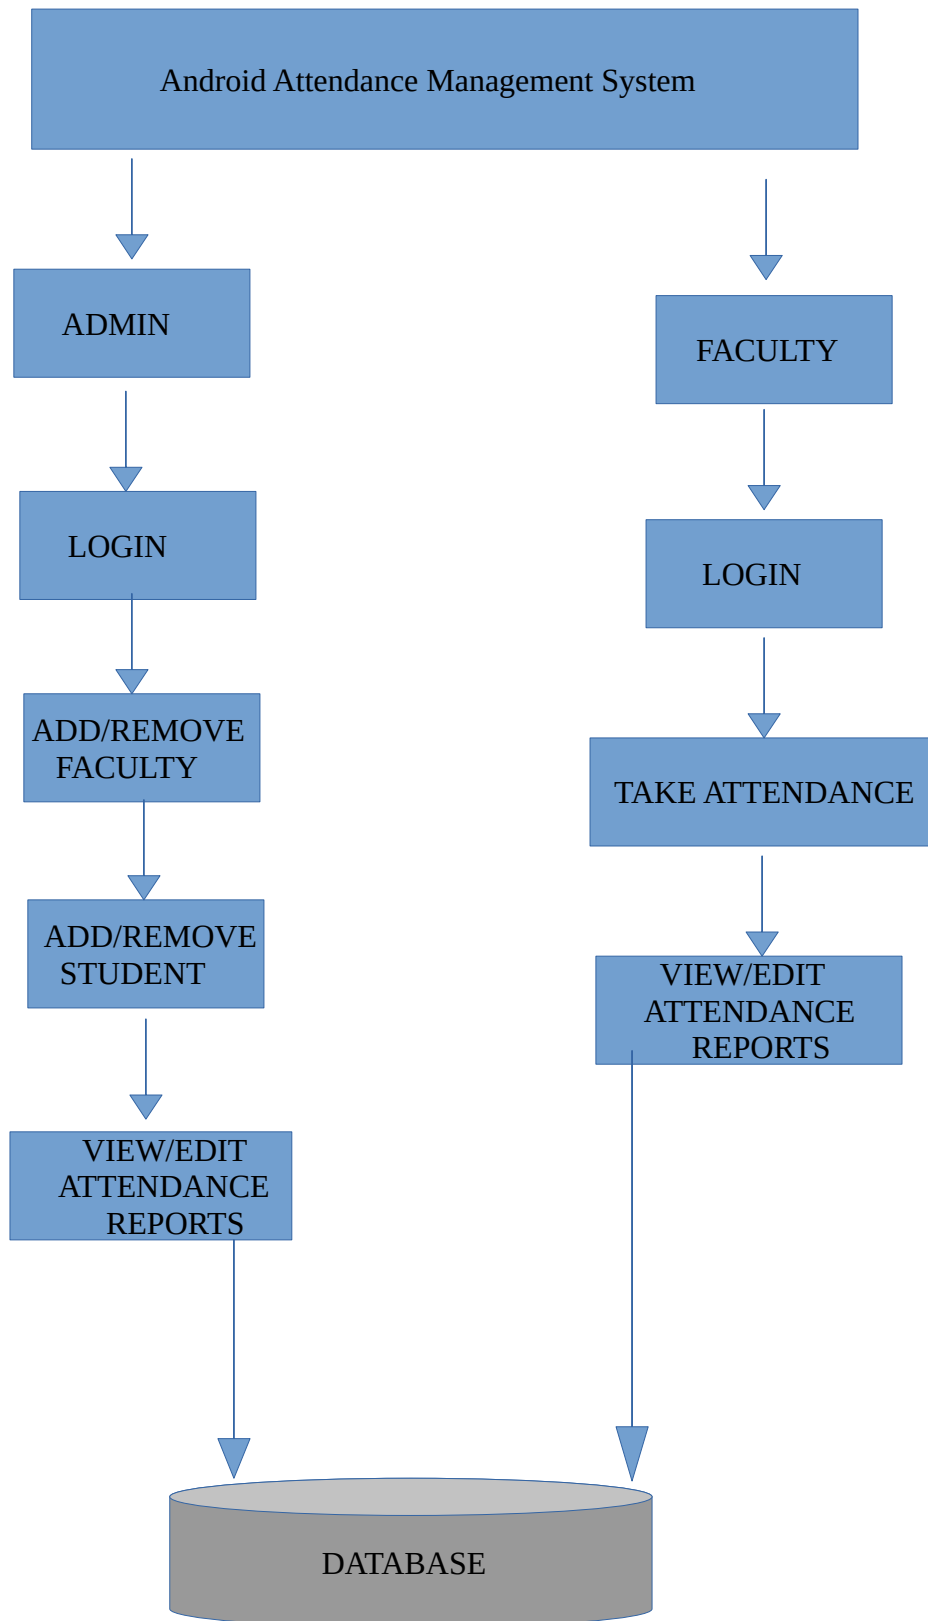 Android Attendance Management System
ADMIN
FACULTY
LOGIN
LOGIN
ADD/REMOVE
FACULTY
TAKE ATTENDANCE
ADD/REMOVE
STUDENT
VIEW/EDIT
ATTENDANCE
REPORTS
VIEW/EDIT
ATTENDANCE
REPORTS
DATABASE